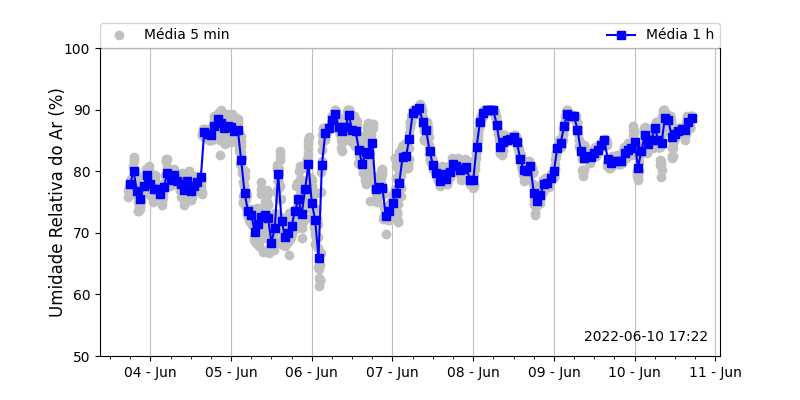 Média 5 min
Média 1 h
Umidade Relativa do Ar (%)
100
90
80
70
60
50
2022-06-10 17:22
04 - Jun
05 - Jun
06 - Jun
07 - Jun
08 - Jun
09 - Jun
10 - Jun
11 - Jun